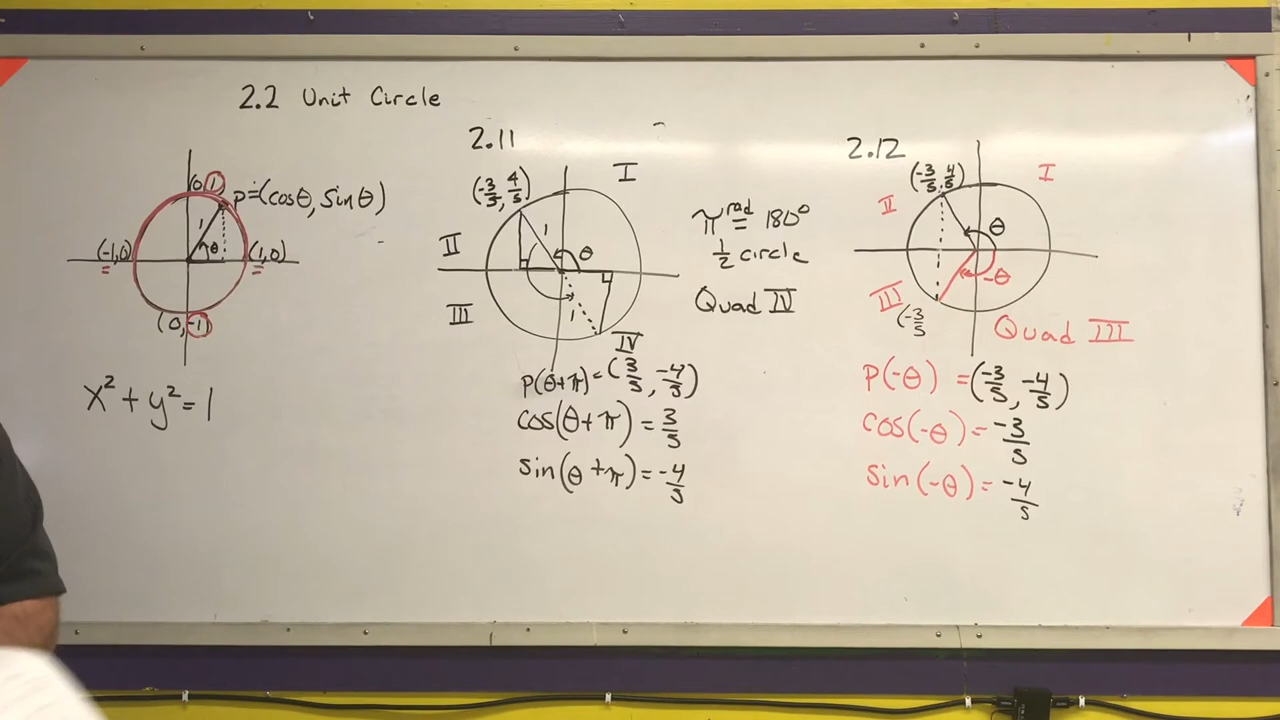 2.2 Unit Circle
(0,1)
P=(cosθ, sinθ)
1
θ
(-1,0)
(1,0)
(0,-1)
x² + y² = 1
2.11
(-3/5, 4/5)
I
II
1
θ
III
1
IV
π rad = 180°
1/2 circle
Quad IV
P(θ+π) = (3/5, -4/5)
cos(θ+π) = 3/5
sin(θ+π) = -4/5
2.12
(-3/5, 4/5)
I
II
θ
-θ
III
(-3/5
Quad III
P(-θ) = (-3/5, -4/5)
cos(-θ) = -3/5
sin(-θ) = -4/5